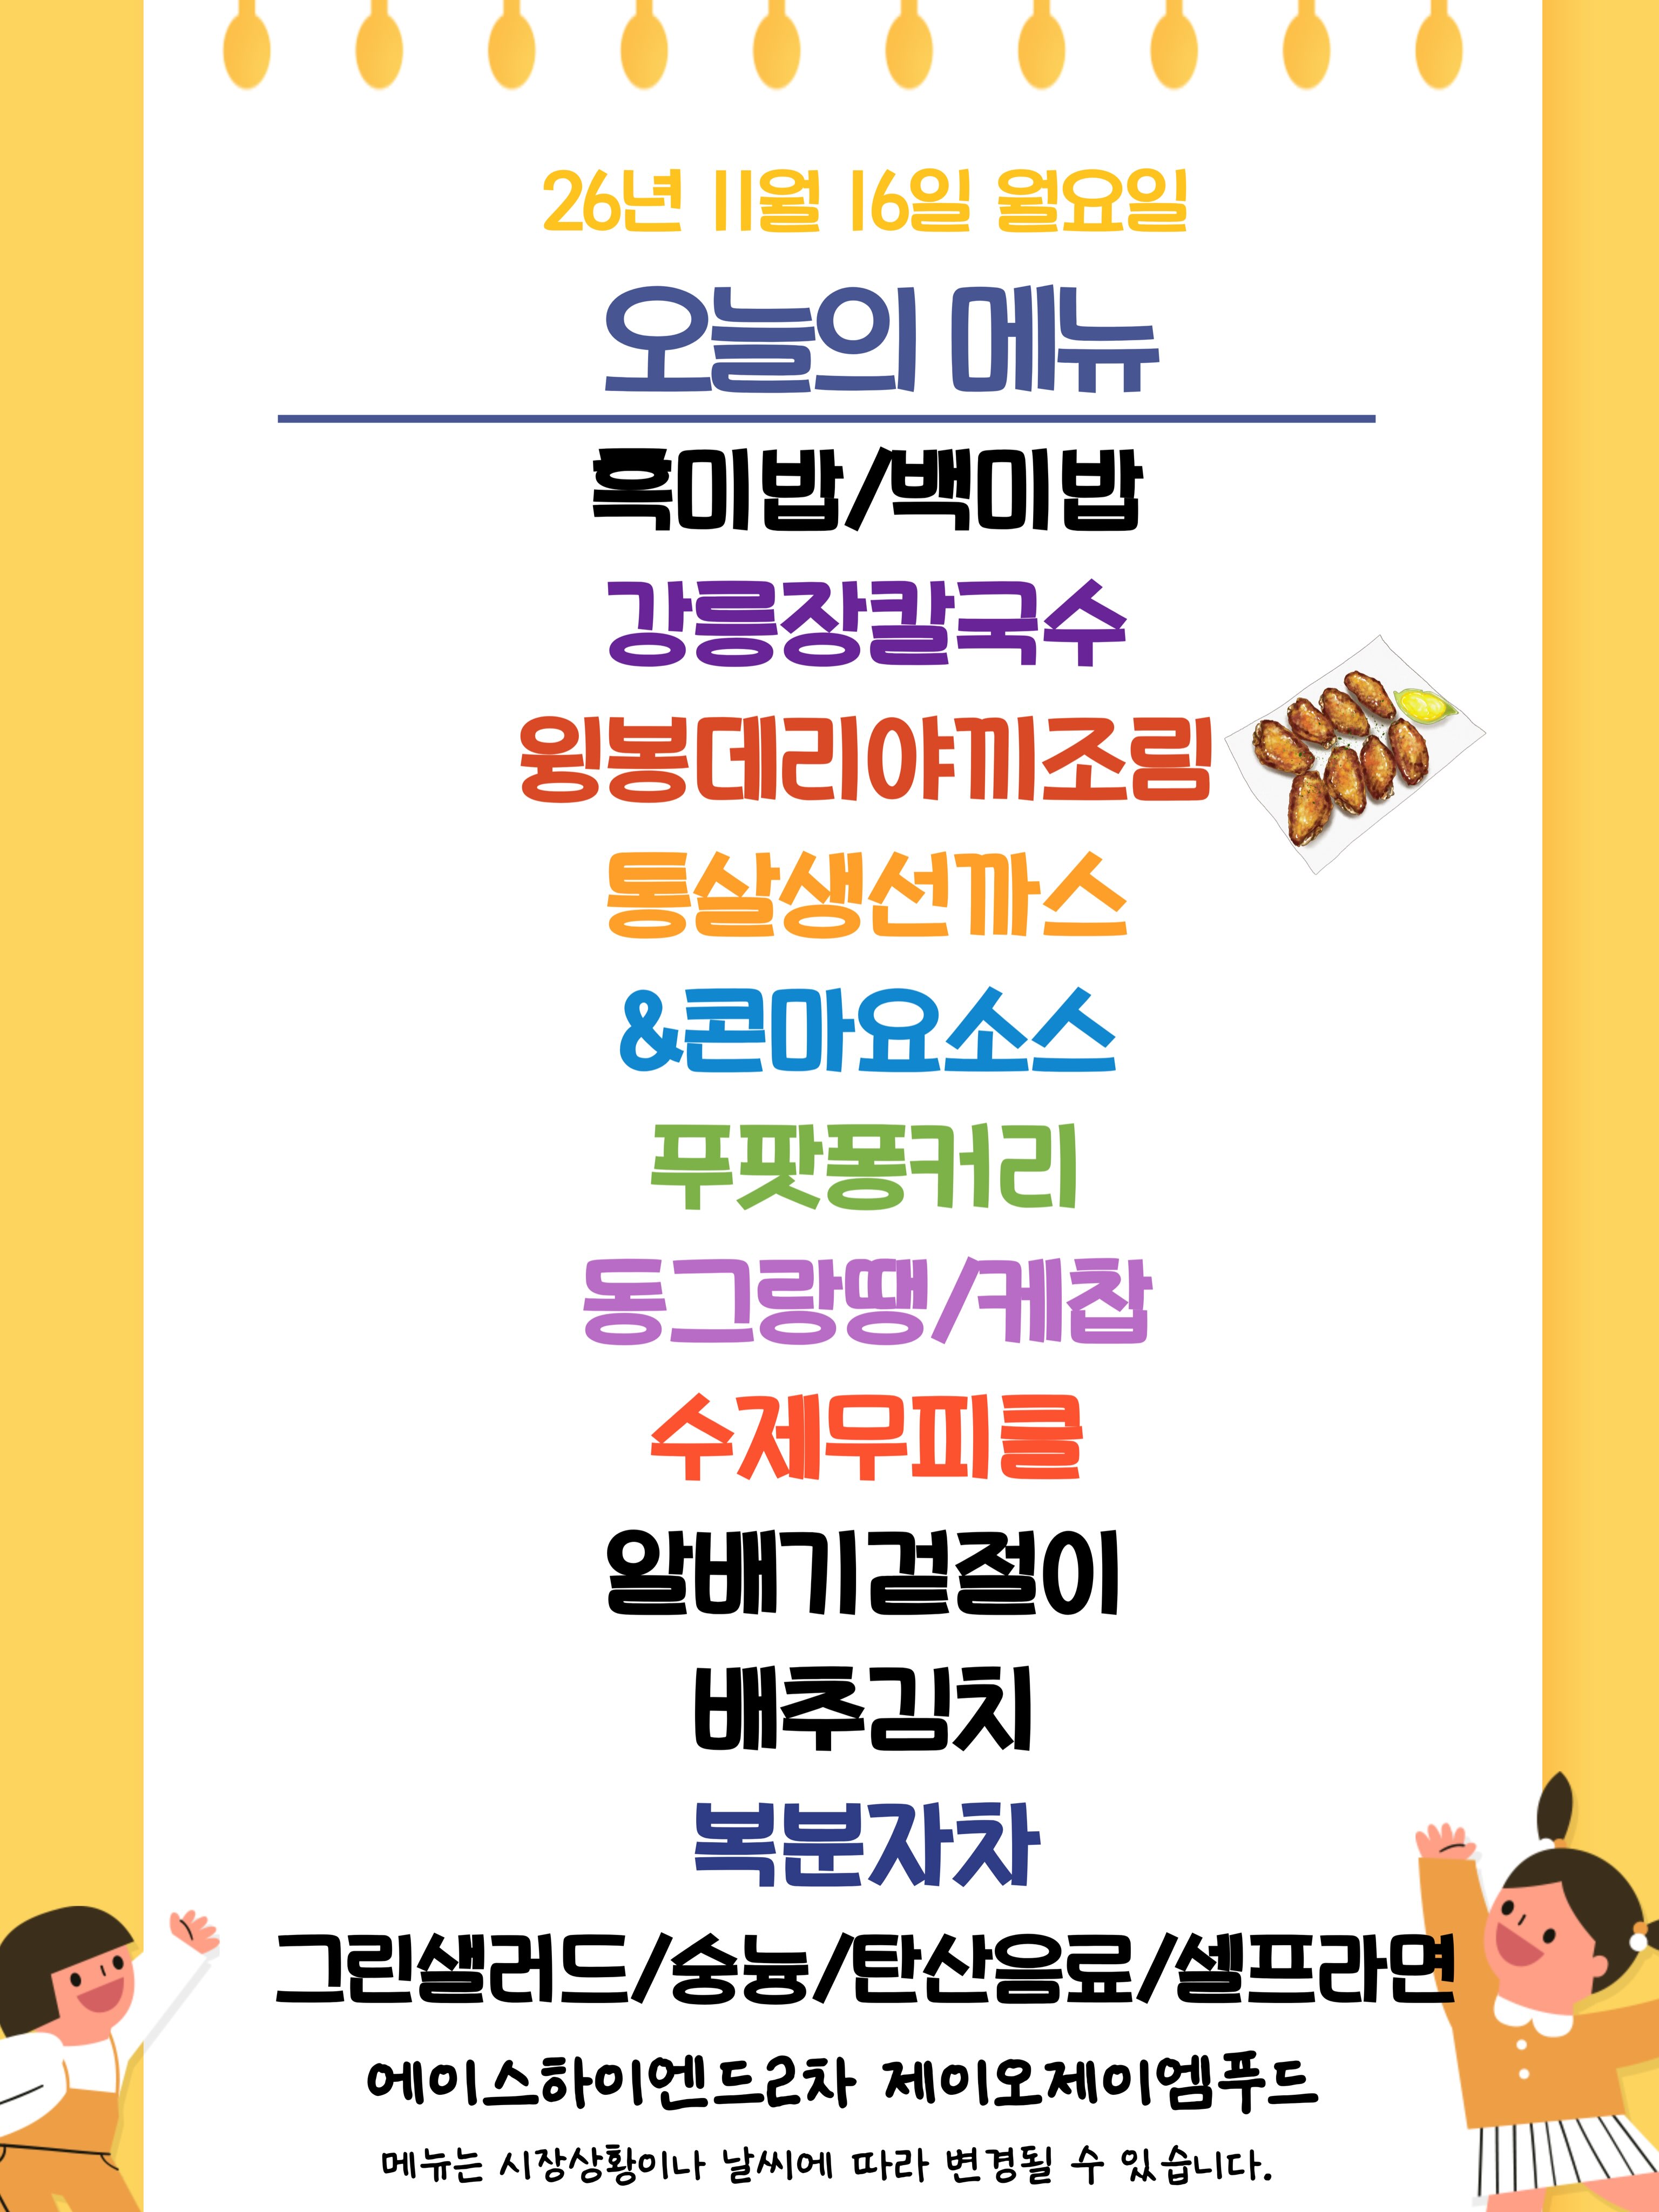 26년 11월 16일 월요일
오늘의 메뉴
흑미밥/백미밥
강릉장칼국수
윙봉데리야끼조림
통살생선까스
&콘마요소스
푸팟퐁커리
동그랑땡/케찹
수제무피클
알배기겉절이
배추김치
복분자차
그린샐러드/숭늉/탄산음료/셀프라면
에이스하이엔드2차 제이오제이엠푸드
메뉴는 시장상황이나 날씨에 따라 변경될 수 있습니다.